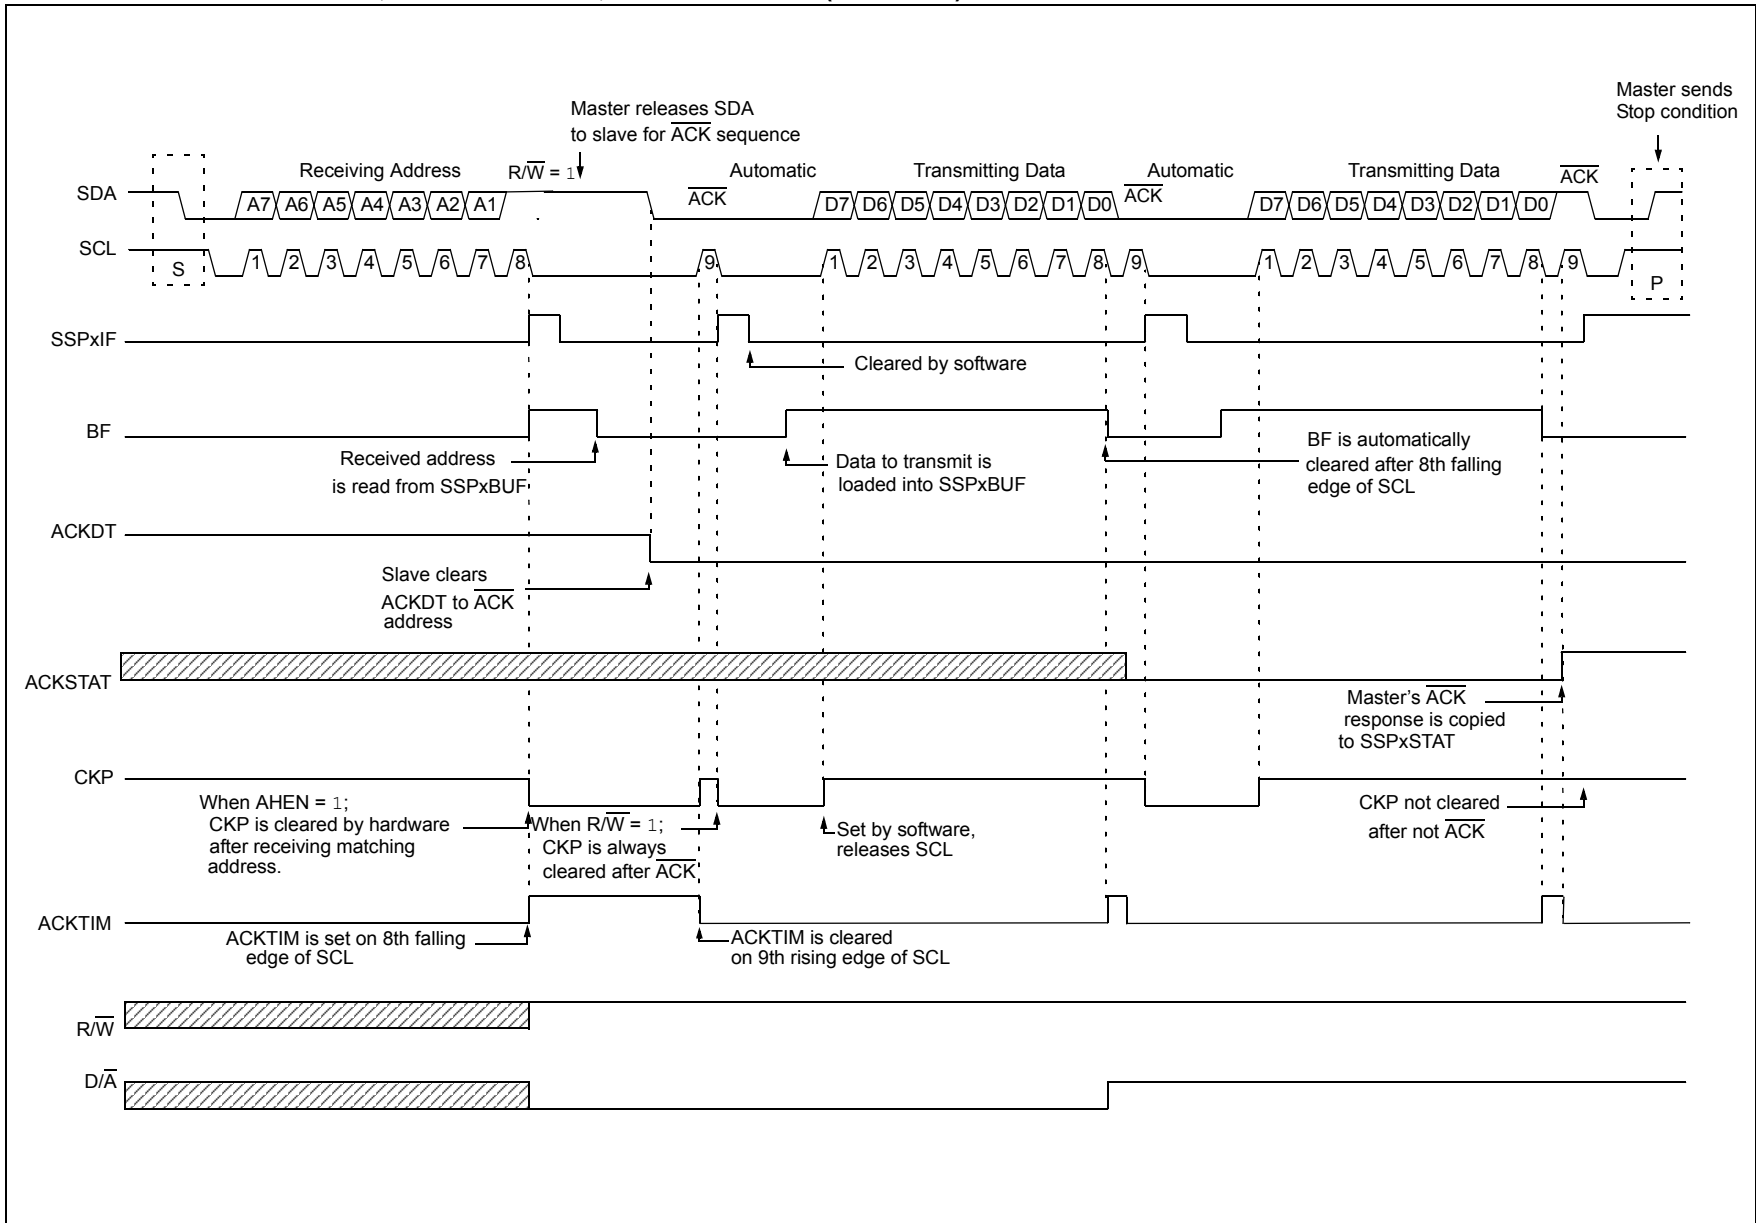 Master sends
Stop condition
Master releases SDA
to slave for ACK sequence
Receiving Address
R/W = 1
Automatic
Transmitting Data
Automatic
Transmitting Data
ACK
SDA
A7 A6 A5 A4 A3 A2 A1
ACK
D7 D6 D5 D4 D3 D2 D1 D0
ACK
D7 D6 D5 D4 D3 D2 D1 D0
SCL
S
1 2 3 4 5 6 7 8 9 1 2 3 4 5 6 7 8 9 1 2 3 4 5 6 7 8 9
P
SSPxIF
Cleared by software
BF
Received address
is read from SSPxBUF
Data to transmit is
loaded into SSPxBUF
BF is automatically
cleared after 8th falling
edge of SCL
ACKDT
Slave clears
ACKDT to ACK
address
ACKSTAT
Master's ACK
response is copied
to SSPxSTAT
CKP
When AHEN = 1;
CKP is cleared by hardware
after receiving matching
address.
When R/W = 1;
CKP is always
cleared after ACK
Set by software,
releases SCL
CKP not cleared
after not ACK
ACKTIM
ACKTIM is set on 8th falling
edge of SCL
ACKTIM is cleared
on 9th rising edge of SCL
R/W
D/A